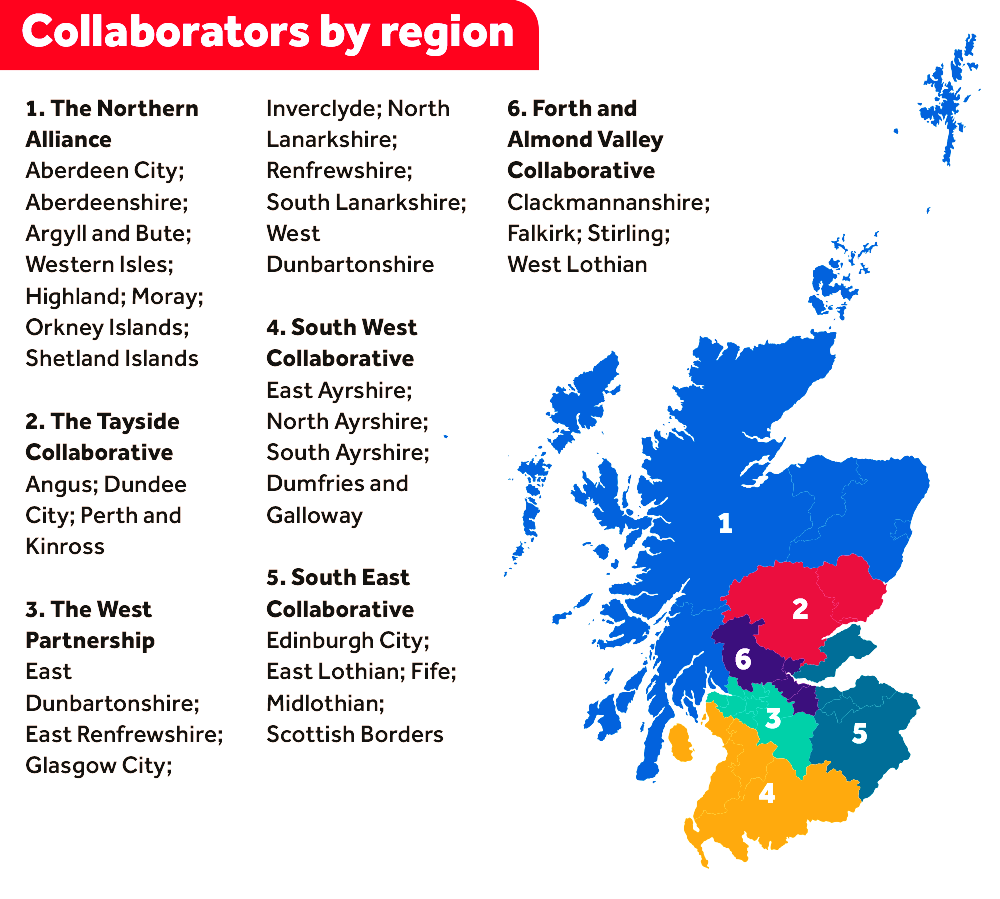 Collaborators by region
1. The Northern
Alliance
Aberdeen City;
Aberdeenshire;
Argyll and Bute;
Western Isles;
Highland; Moray;
Orkney Islands;
Shetland Islands
2. The Tayside
Collaborative
Angus; Dundee
City; Perth and
Kinross
3. The West
Partnership
East
Dunbartonshire;
East Renfrewshire;
Glasgow City;
Inverclyde; North
Lanarkshire;
Renfrewshire;
South Lanarkshire;
West
Dunbartonshire
4. South West
Collaborative
East Ayrshire;
North Ayrshire;
South Ayrshire;
Dumfries and
Galloway
5. South East
Collaborative
Edinburgh City;
East Lothian; Fife;
Midlothian;
Scottish Borders
6. Forth and
Almond Valley
Collaborative
Clackmannanshire;
Falkirk; Stirling;
West Lothian
1
2
6
3
5
4